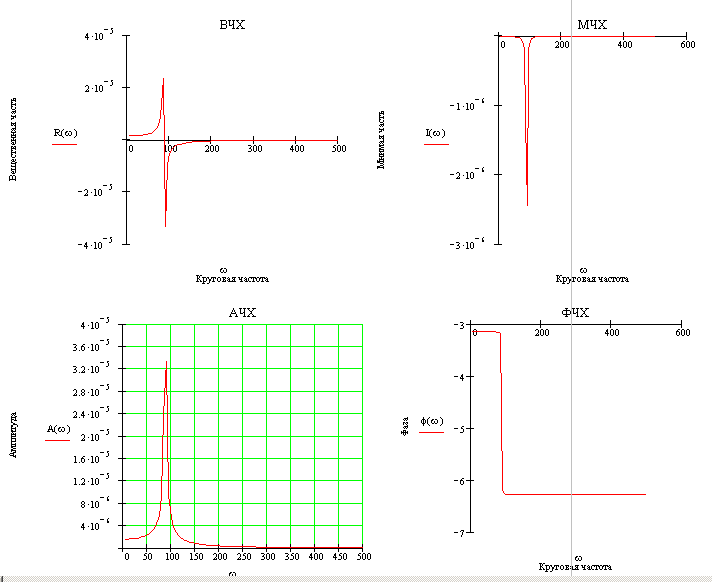 ВЧХ
4·10⁻⁵
2·10⁻⁵
−2·10⁻⁵
−4·10⁻⁵
0 100 200 300 400 500
Вещественная часть
R(ω)
ω
Круговая частота
МЧХ
0 200 400 600
−1·10⁻⁶
−2·10⁻⁶
−3·10⁻⁶
Мнимая часть
I(ω)
ω
Круговая частота
АЧХ
4·10⁻⁵
3.6·10⁻⁵
3.2·10⁻⁵
2.8·10⁻⁵
2.4·10⁻⁵
2·10⁻⁵
1.6·10⁻⁵
1.2·10⁻⁵
8·10⁻⁶
4·10⁻⁶
0 50 100 150 200 250 300 350 400 450 500
Амплитуда
A(ω)
ω
ФЧХ
−3
−4
−5
−6
−7
0 200 400 600
Фаза
ϕ(ω)
ω
Круговая частота